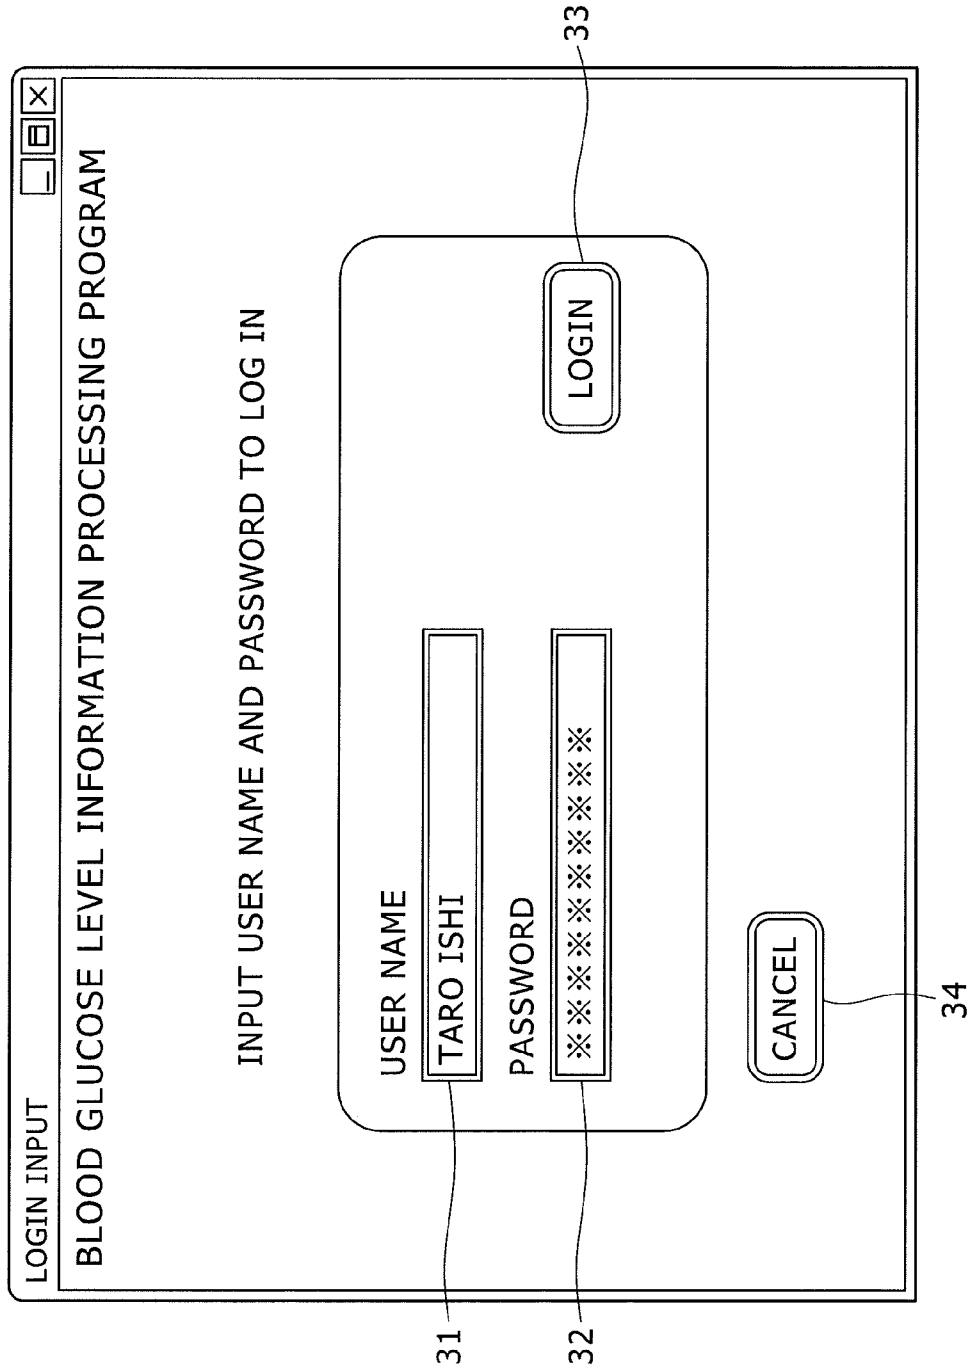 LOGIN INPUT
BLOOD GLUCOSE LEVEL INFORMATION PROCESSING PROGRAM
INPUT USER NAME AND PASSWORD TO LOG IN
USER NAME
31
TARO ISHI
PASSWORD
32
※※※※※※※※※※
LOGIN
33
CANCEL
34